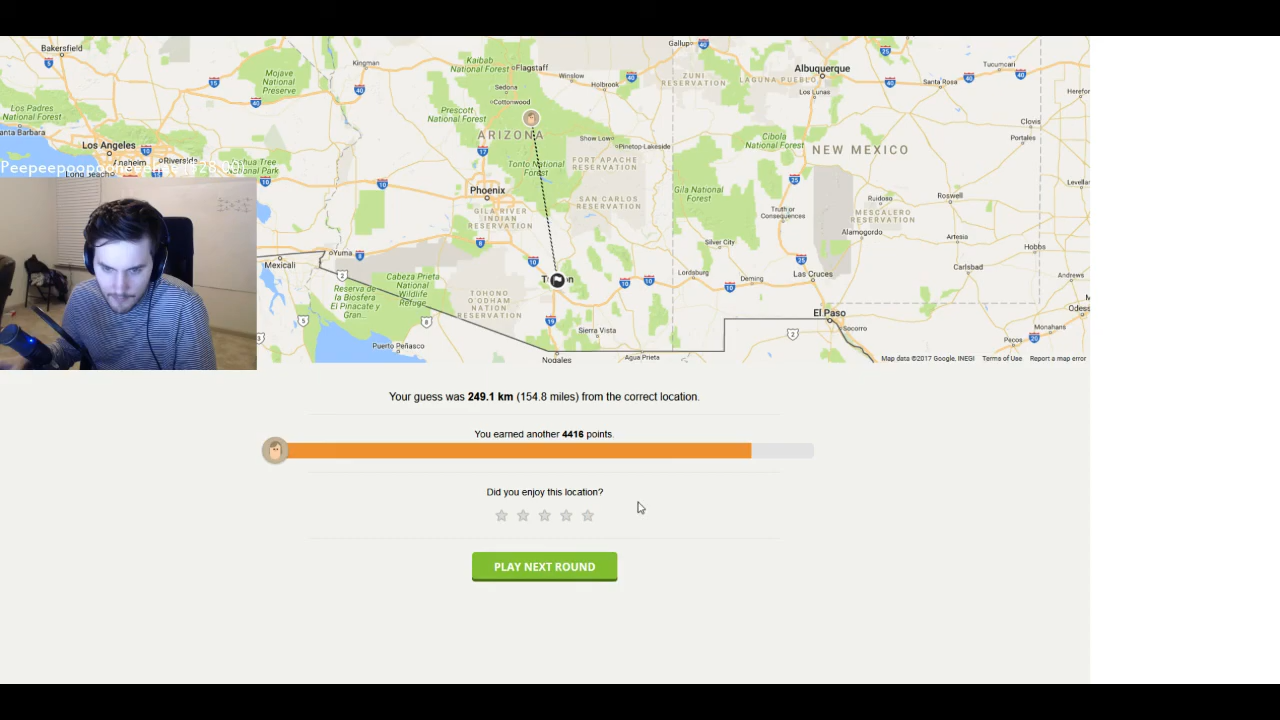 Bakersfield
Mojave
National
Preserve
Los Padres
National Forest
Santa Barbara
Los Angeles
Anaheim
Riverside
Kingman
Kaibab
National Forest
Flagstaff
Sedona
Cottonwood
Winslow
Holbrook
Gallup
ZUNI
RESERVATION
LAGUNA PUEBLO
Albuquerque
Los Lunas
Santa Rosa
Tucumcari
Clovis
Portales
Prescott
National
Forest
ARIZONA
Show Low
Pinetop-Lakeside
FORT APACHE
RESERVATION
Tonto National
Forest
Cibola
National
Forest
NEW MEXICO
Phoenix
GILA RIVER
INDIAN
RESERVATION
SAN CARLOS
RESERVATION
Gila National
Forest
Truth or
Consequences
Ruidoso
MESCALERO
RESERVATION
Alamogordo
Roswell
Artesia
Hobbs
Carlsbad
Silver City
Lordsburg
Deming
Las Cruces
Mexicali
Yuma
Cabeza Prieta
National
Wildlife
Refuge
Reserva de
la Biosfera
El Pinacate y
Gran...
TOHONO
O'ODHAM
NATION
RESERVATION
Sierra Vista
Puerto Peñasco
Nogales
Agua Prieta
El Paso
Socorro
Andrews
Monahans
Pecos
Map data ©2017 Google, INEGI
Terms of Use
Report a map error
Your guess was 249.1 km (154.8 miles) from the correct location.
You earned another 4416 points.
Did you enjoy this location?
PLAY NEXT ROUND